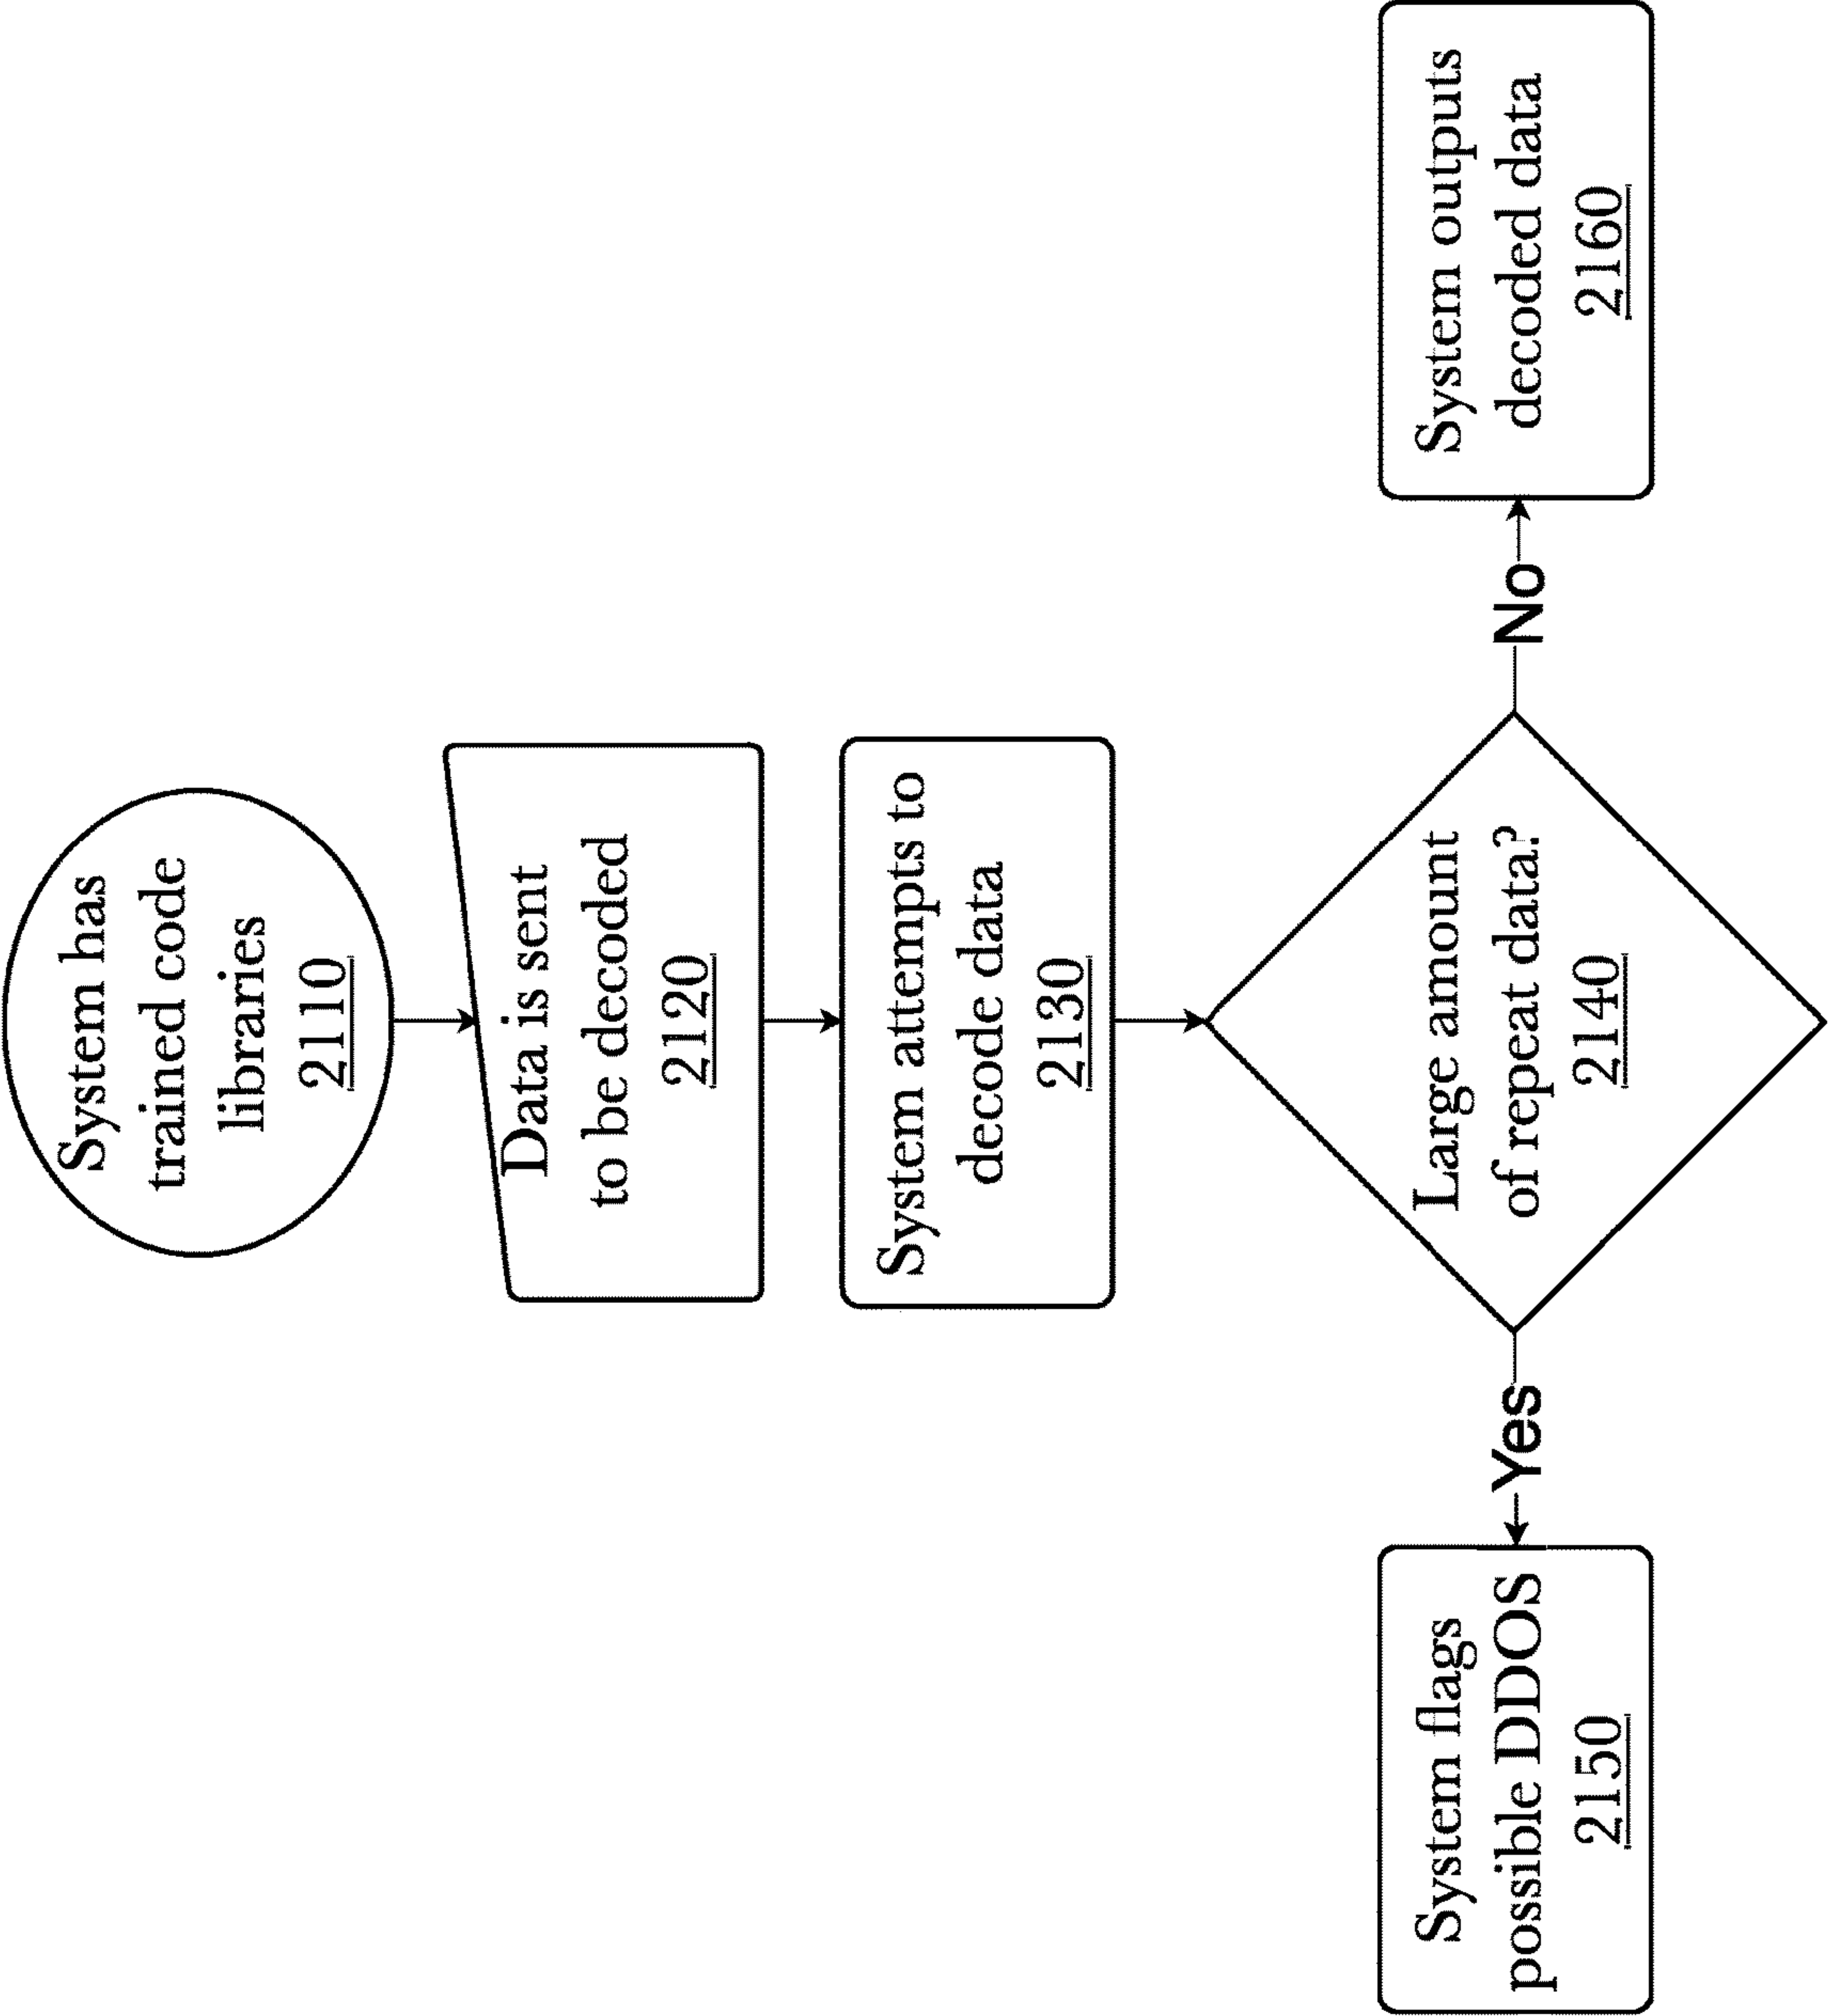 System has
trained code
libraries
2110
Data is sent
to be decoded
2120
System attempts to
decode data
2130
Large amount
of repeat data?
2140
Yes
No
System flags
possible DDOS
2150
System outputs
decoded data
2160